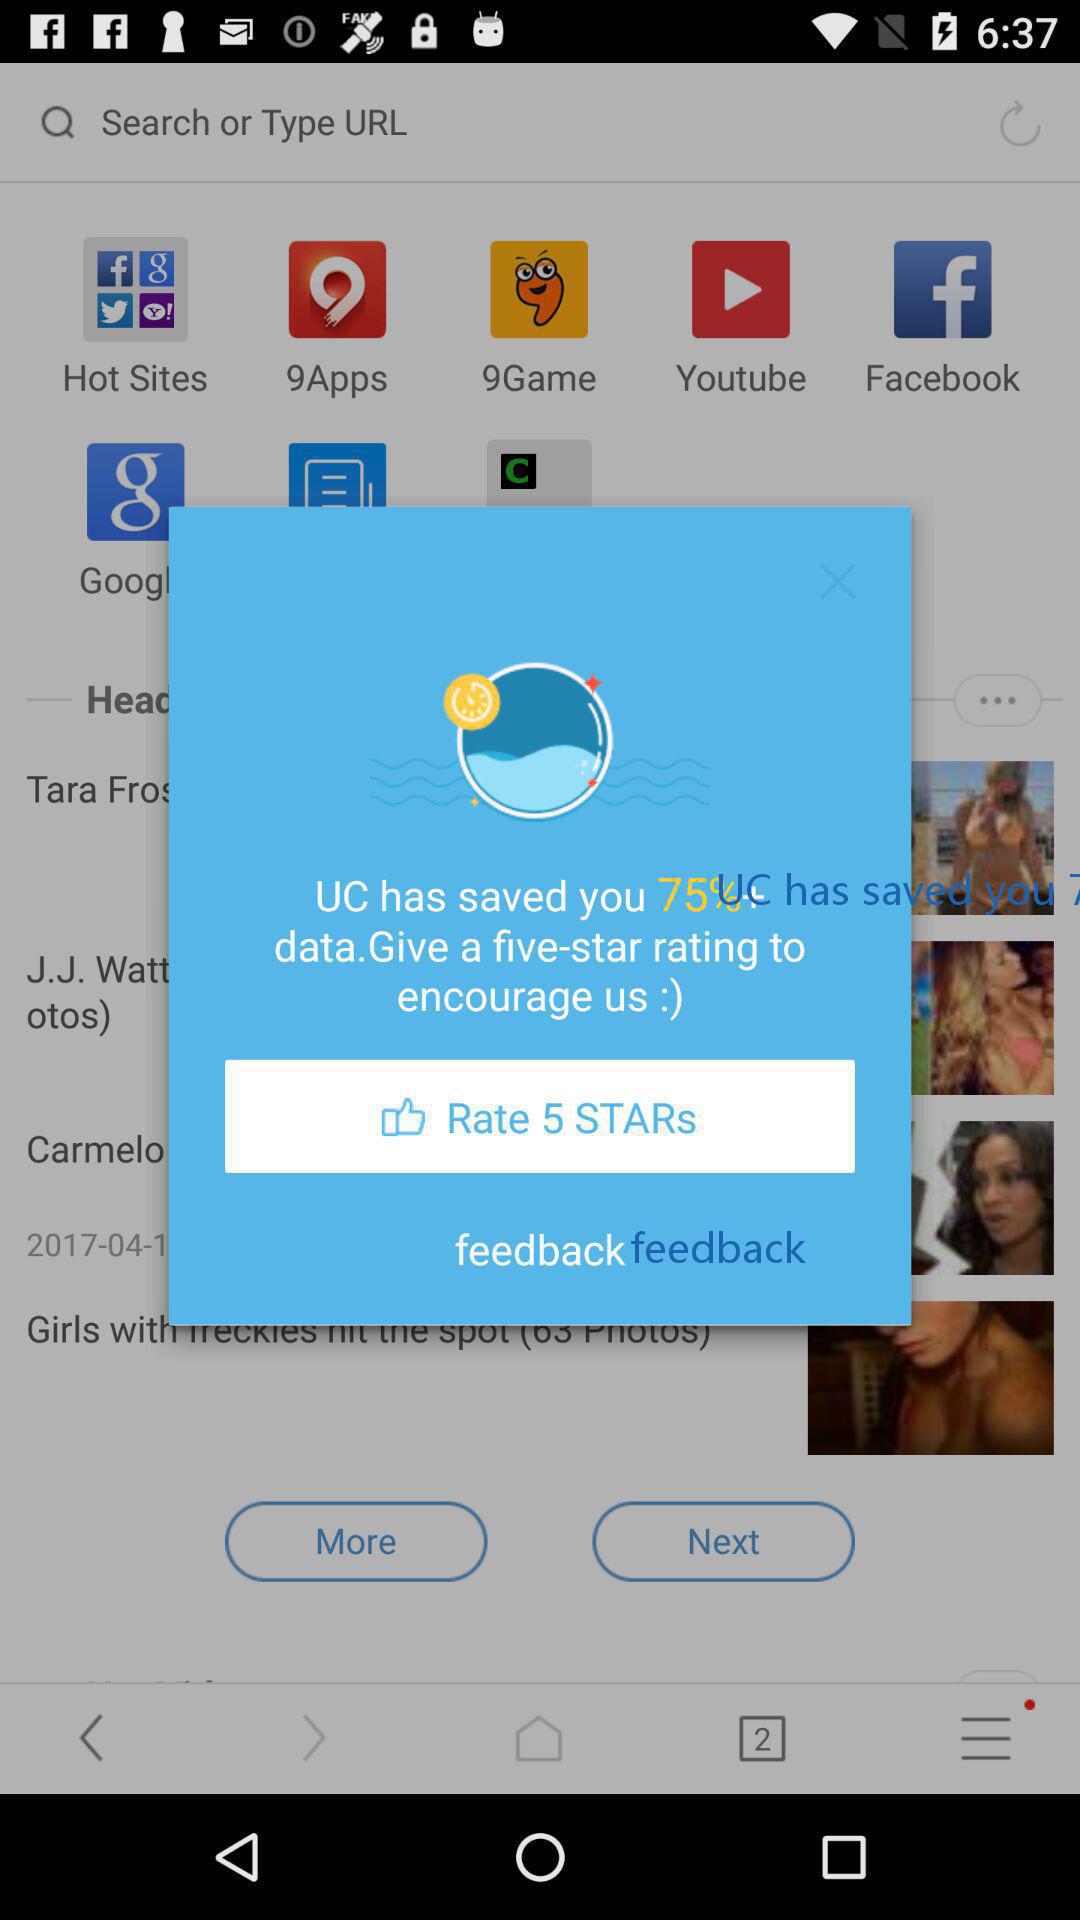 FAKE
6:37
Search or Type URL
Hot Sites
9Apps
9Game
Youtube
Facebook
C
Googl
Head
Tara Fros
J.J. Watt
otos)
Carmelo
2017-04-1
UC has saved you 75%+
UC has saved you 7
data.Give a five-star rating to
encourage us :)
Rate 5 STARs
feedback
feedback
Girls with freckles hit the spot (63 Photos)
More
Next
2